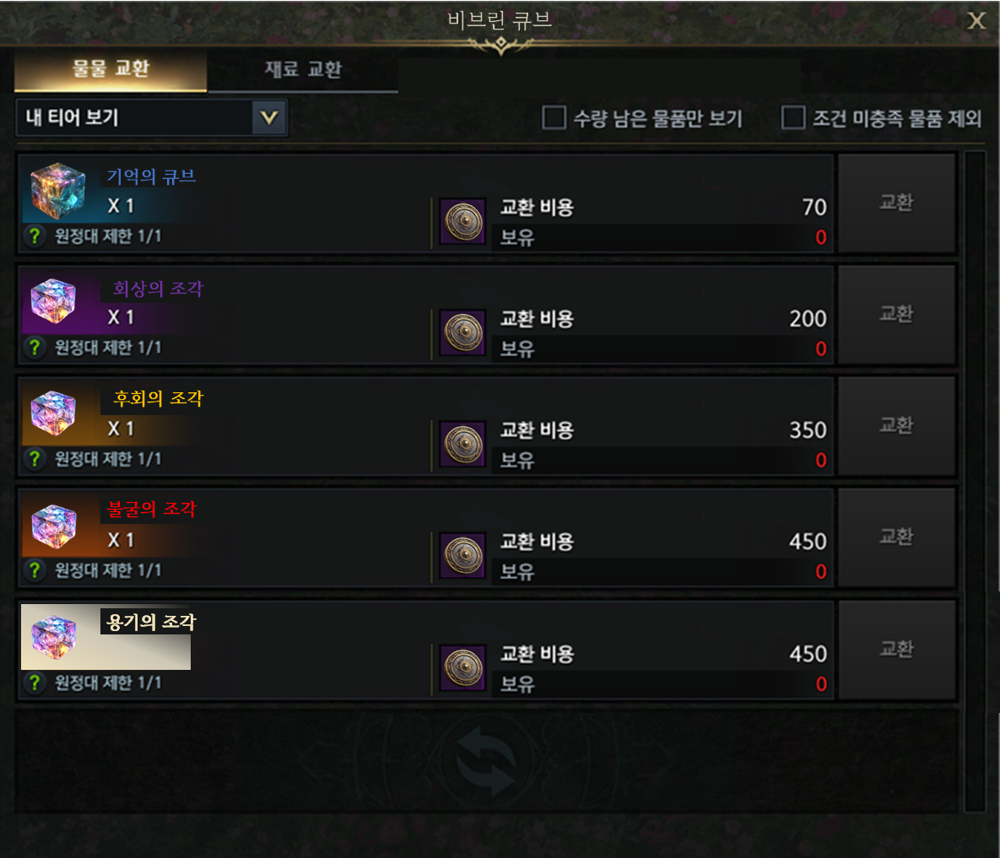 비브린 큐브
X
물물 교환
재료 교환
내 티어 보기
수량 남은 물품만 보기
조건 미충족 물품 제외
기억의 큐브
X 1
? 원정대 제한 1/1
교환 비용 70
보유 0
교환
회상의 조각
X 1
? 원정대 제한 1/1
교환 비용 200
보유 0
교환
후회의 조각
X 1
? 원정대 제한 1/1
교환 비용 350
보유 0
교환
불굴의 조각
X 1
? 원정대 제한 1/1
교환 비용 450
보유 0
교환
용기의 조각
? 원정대 제한 1/1
교환 비용 450
보유 0
교환